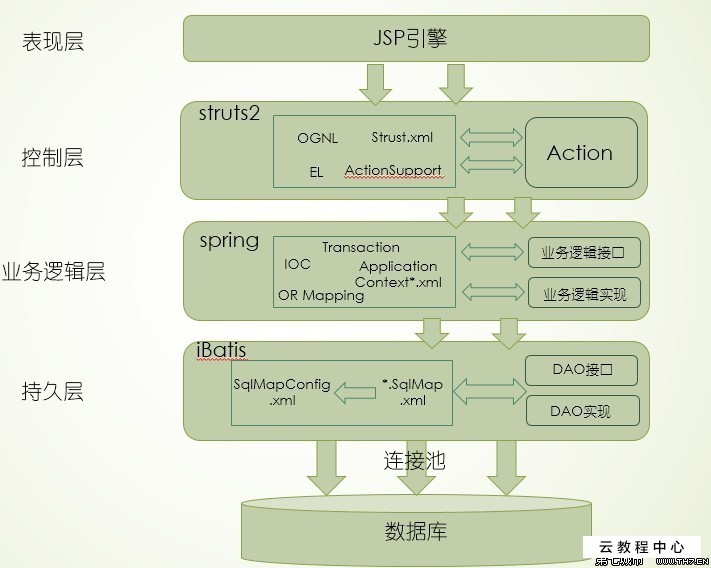 表现层
JSP引擎
控制层
struts2
OGNL
Strust.xml
EL
ActionSupport
Action
业务逻辑层
spring
Transaction
IOC
Application
Context*.xml
OR Mapping
业务逻辑接口
业务逻辑实现
持久层
iBatis
SqlMapConfig
.xml
*.SqlMap
.xml
DAO接口
DAO实现
连接池
数据库
云教程中心
WWW.TH7.CN